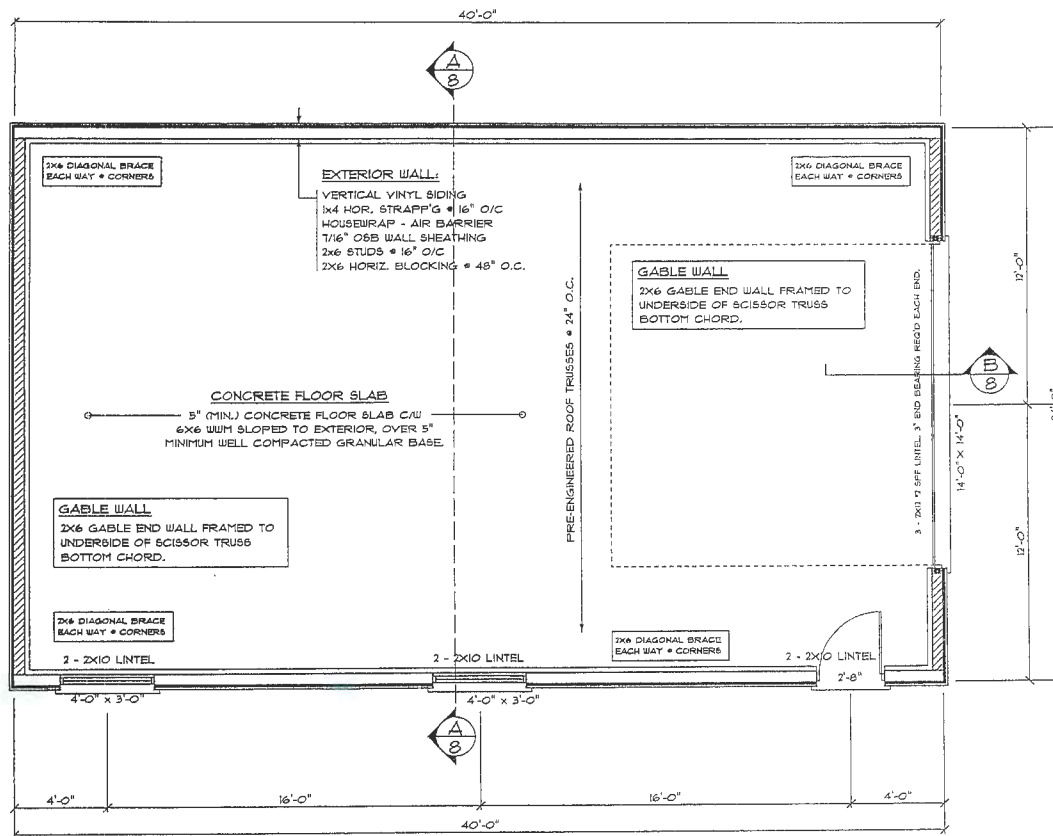 40'-0"
A
8
2X6 DIAGONAL BRACE
EACH WAY @ CORNERS
EXTERIOR WALL:
VERTICAL VINYL SIDING
1x4 HOR. STRAPP'G @ 16" O/C
HOUSEWRAP - AIR BARRIER
7/16" OSB WALL SHEATHING
2x6 STUDS @ 16" O/C
2X6 HORIZ. BLOCKING @ 48" O.C.
2X6 DIAGONAL BRACE
EACH WAY @ CORNERS
GABLE WALL
2X6 GABLE END WALL FRAMED TO
UNDERSIDE OF SCISSOR TRUSS
BOTTOM CHORD.
PRE-ENGINEERED ROOF TRUSSES @ 24" O.C.
3 - 2X12 #2 SPF LINTEL. 3" END BEARING REQ'D EACH END.
12'-0"
B
8
14'-0" X 14'-0"
12'-0"
CONCRETE FLOOR SLAB
5" (MIN.) CONCRETE FLOOR SLAB C/W
6X6 WWM SLOPED TO EXTERIOR, OVER 5"
MINIMUM WELL COMPACTED GRANULAR BASE
GABLE WALL
2X6 GABLE END WALL FRAMED TO
UNDERSIDE OF SCISSOR TRUSS
BOTTOM CHORD.
2X6 DIAGONAL BRACE
EACH WAY @ CORNERS
2X6 DIAGONAL BRACE
EACH WAY @ CORNERS
2 - 2X10 LINTEL
2 - 2X10 LINTEL
2 - 2X10 LINTEL
2'-8"
4'-0" x 3'-0"
4'-0" x 3'-0"
A
8
4'-0"
16'-0"
16'-0"
4'-0"
40'-0"